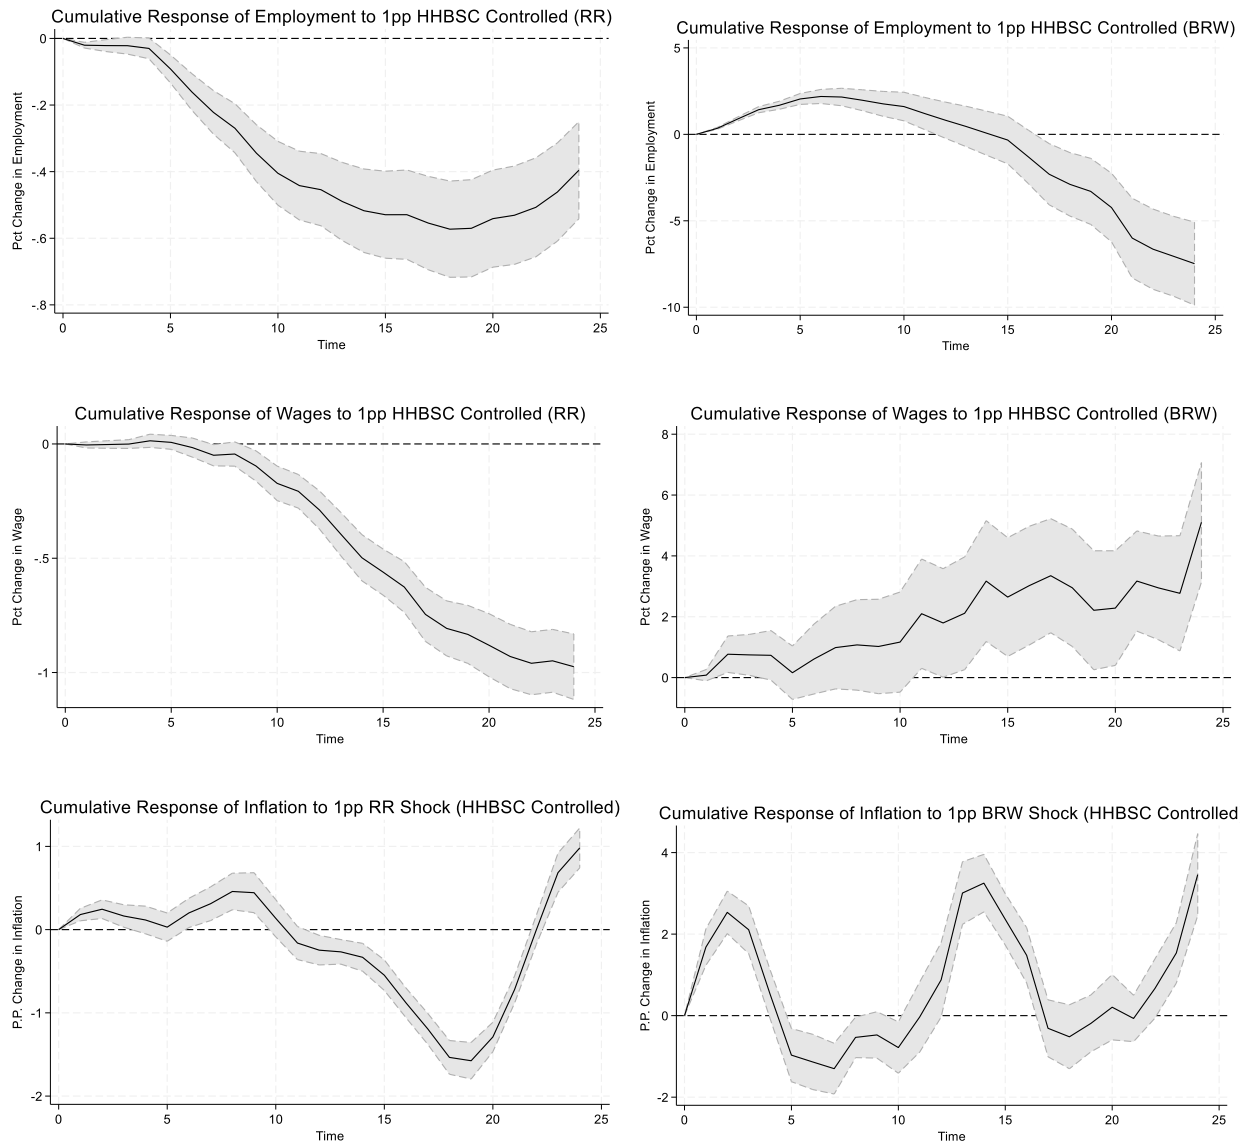 Cumulative Response of Employment to 1pp HHBSC Controlled (RR)
Pct Change in Employment
0
-.2
-.4
-.6
-.8
0 5 10 15 20 25
Time
Cumulative Response of Employment to 1pp HHBSC Controlled (BRW)
Pct Change in Employment
5
0
-5
-10
0 5 10 15 20 25
Time
Cumulative Response of Wages to 1pp HHBSC Controlled (RR)
Pct Change in Wage
0
-.5
-1
0 5 10 15 20 25
Time
Cumulative Response of Wages to 1pp HHBSC Controlled (BRW)
Pct Change in Wage
8
6
4
2
0
0 5 10 15 20 25
Time
Cumulative Response of Inflation to 1pp RR Shock (HHBSC Controlled)
P.P. Change in Inflation
1
0
-1
-2
0 5 10 15 20 25
Time
Cumulative Response of Inflation to 1pp BRW Shock (HHBSC Controlled
P.P. Change in Inflation
4
2
0
-2
0 5 10 15 20 25
Time